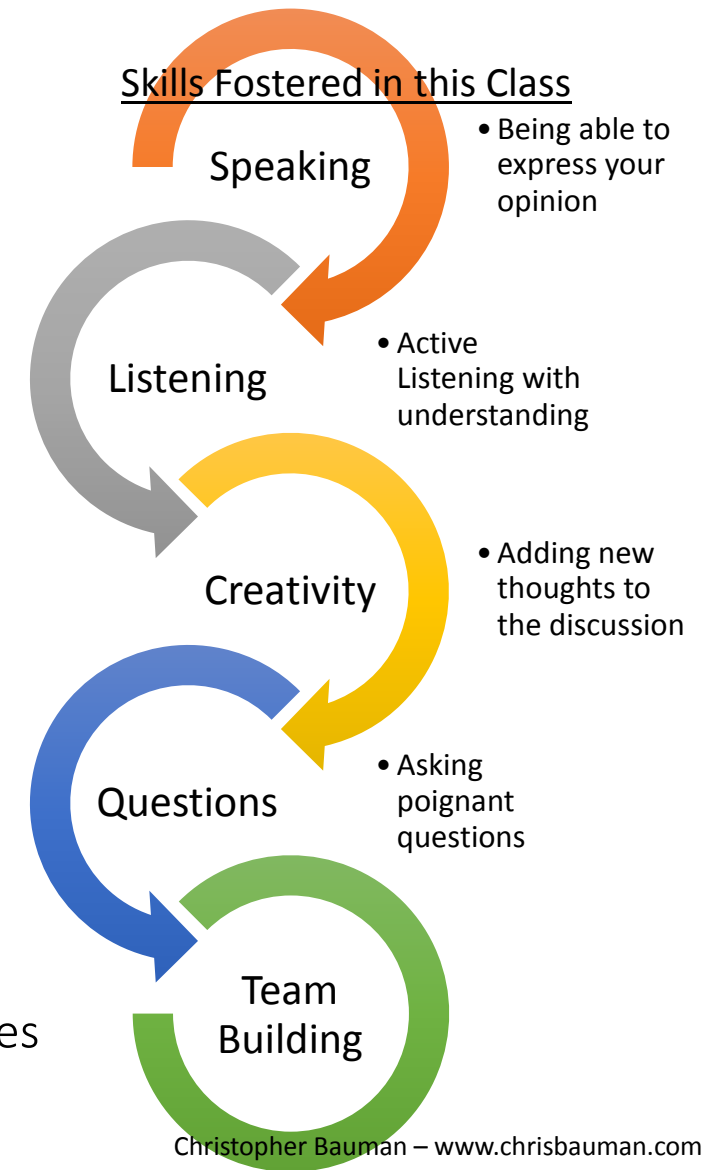 Skills Fostered in this Class
Speaking
• Being able to
express your
opinion
Listening
• Active
Listening with
understanding
Creativity
• Adding new
thoughts to
the discussion
Questions
• Asking
poignant
questions
Team
Building
es
Christopher Bauman – www.chrisbauman.com